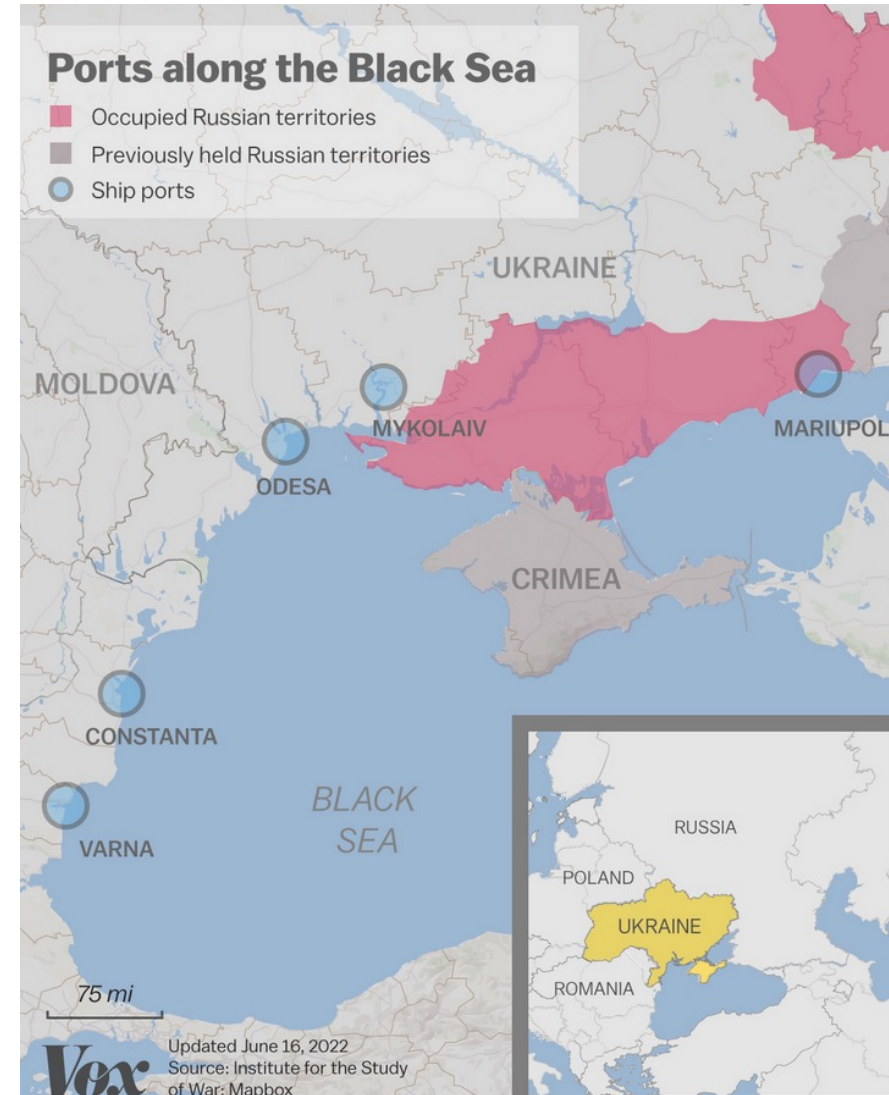 Ports along the Black Sea
Occupied Russian territories
Previously held Russian territories
Ship ports
UKRAINE
MOLDOVA
MYKOLAIV
MARIUPOL
ODESA
CRIMEA
CONSTANTA
BLACK
SEA
VARNA
RUSSIA
POLAND
UKRAINE
ROMANIA
75 mi
Vox
Updated June 16, 2022
Source: Institute for the Study
of War; Mapbox